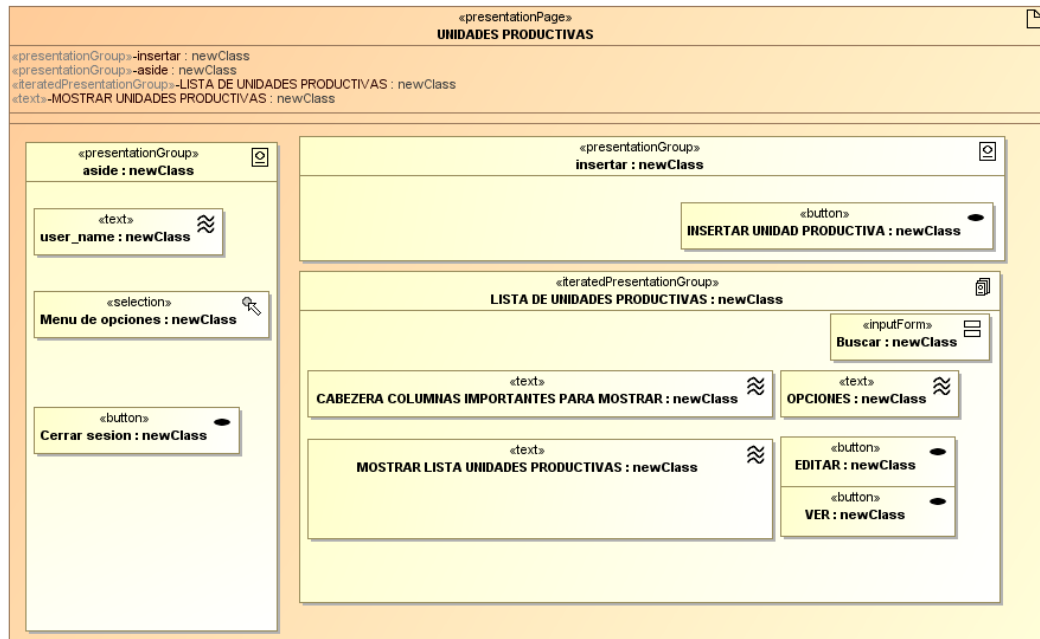 «presentationPage»
UNIDADES PRODUCTIVAS
«presentationGroup»-insertar : newClass
«presentationGroup»-aside : newClass
«iteratedPresentationGroup»-LISTA DE UNIDADES PRODUCTIVAS : newClass
«text»-MOSTRAR UNIDADES PRODUCTIVAS : newClass
«presentationGroup»
aside : newClass
«text»
user_name : newClass
«selection»
Menu de opciones : newClass
«button»
Cerrar sesion : newClass
«presentationGroup»
insertar : newClass
«button»
INSERTAR UNIDAD PRODUCTIVA : newClass
«iteratedPresentationGroup»
LISTA DE UNIDADES PRODUCTIVAS : newClass
«inputForm»
Buscar : newClass
«text»
CABEZERA COLUMNAS IMPORTANTES PARA MOSTRAR : newClass
«text»
OPCIONES : newClass
«text»
MOSTRAR LISTA UNIDADES PRODUCTIVAS : newClass
«button»
EDITAR : newClass
«button»
VER : newClass